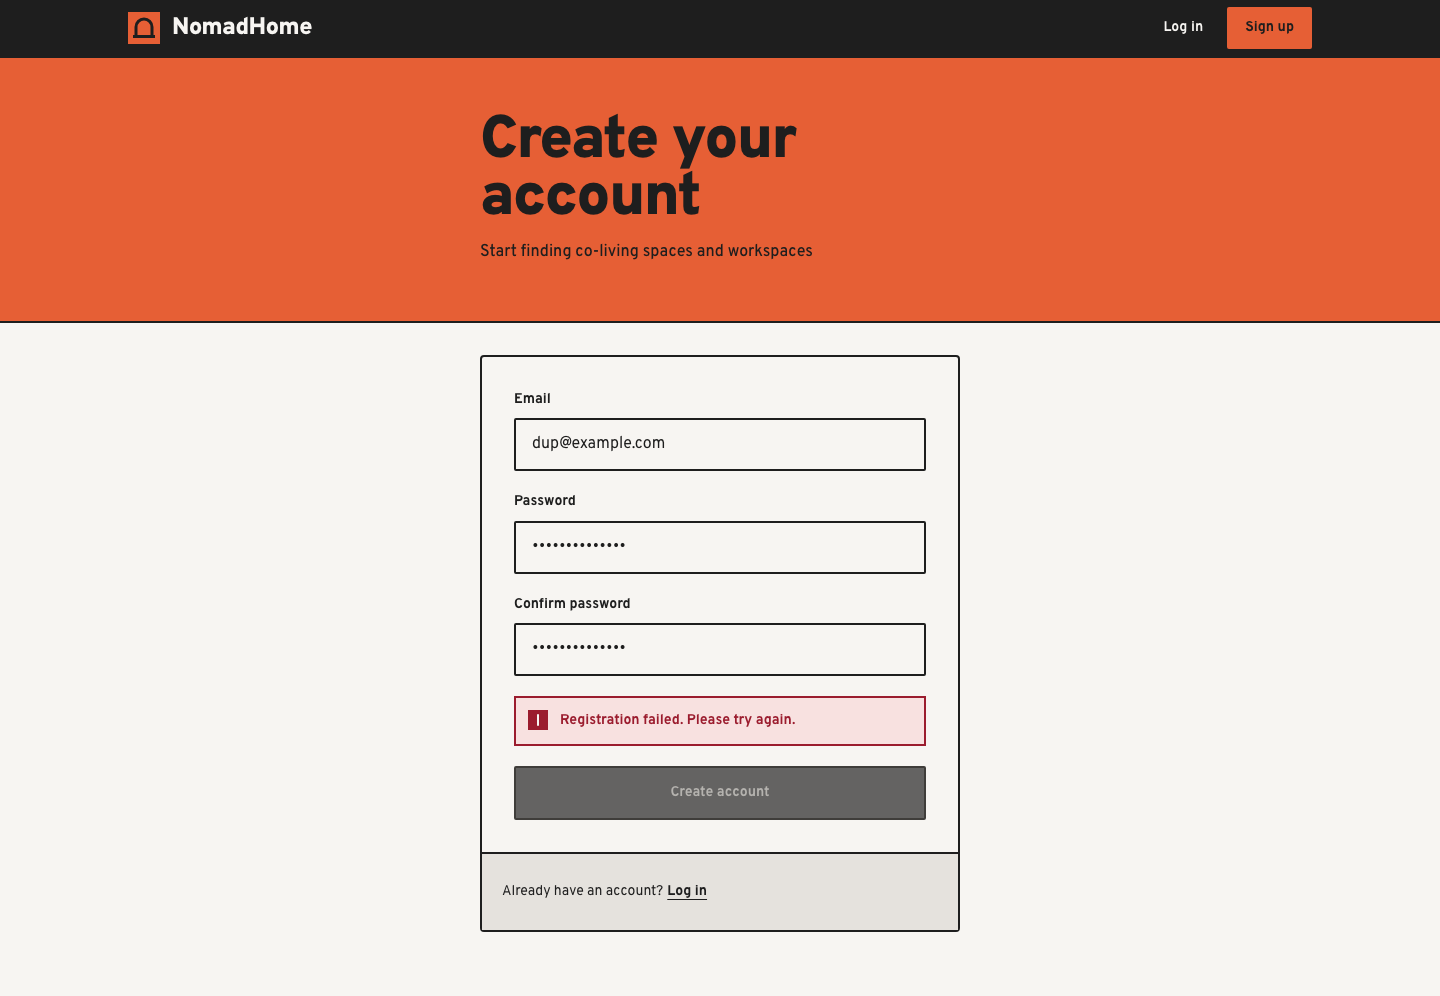 NomadHome
Log in
Sign up
Create your
account
Start finding co-living spaces and workspaces
Email
dup@example.com
Password
••••••••••••••
Confirm password
••••••••••••••
Registration failed. Please try again.
Create account
Already have an account? Log in